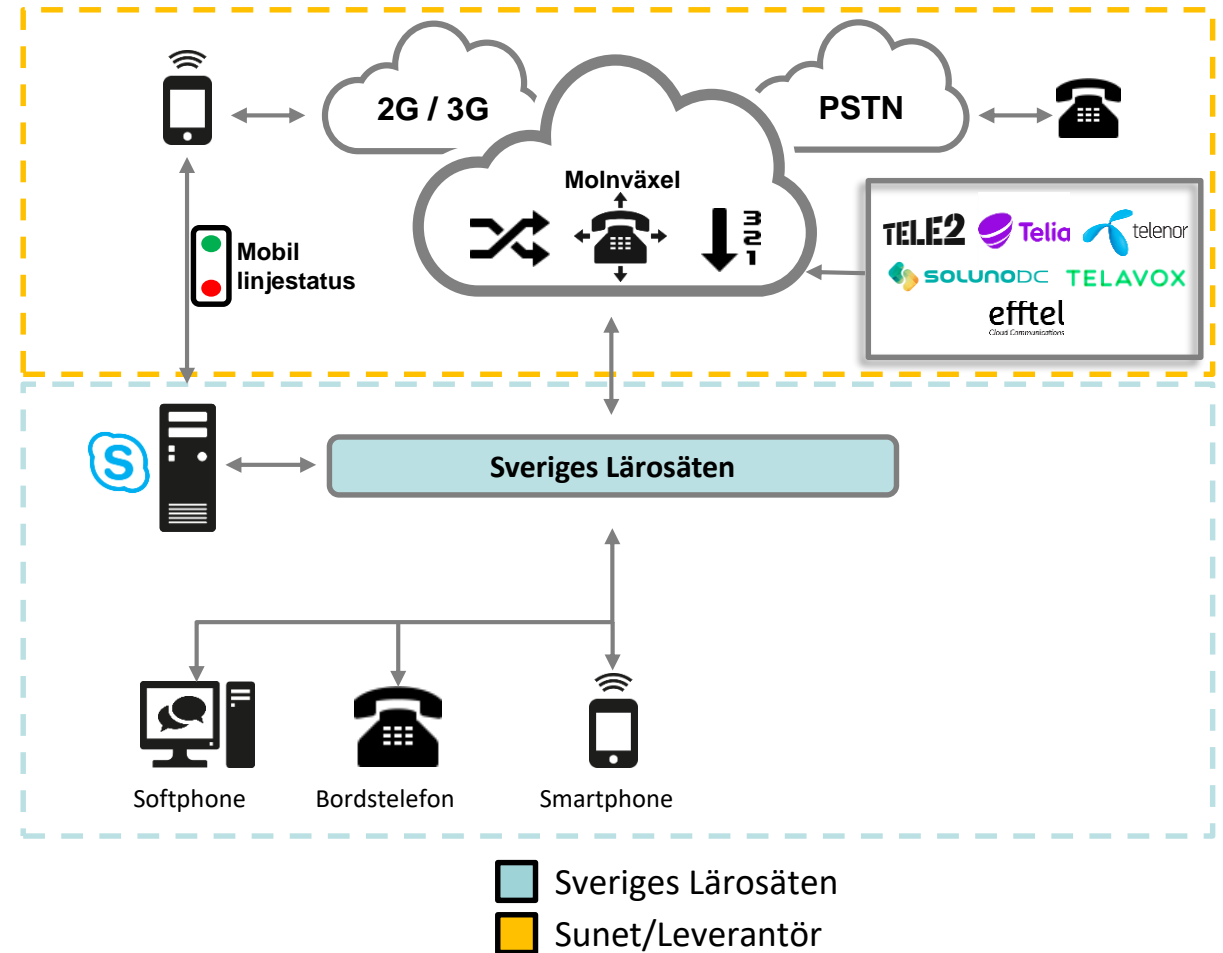 2G / 3G
PSTN
Molnväxel
3
2
1
TELE2 Telia telenor
SOLUNODC TELAVOX
efftel
Cloud Communications
Mobil
linjestatus
S
Sveriges Lärosäten
Softphone
Bordstelefon
Smartphone
Sveriges Lärosäten
Sunet/Leverantör